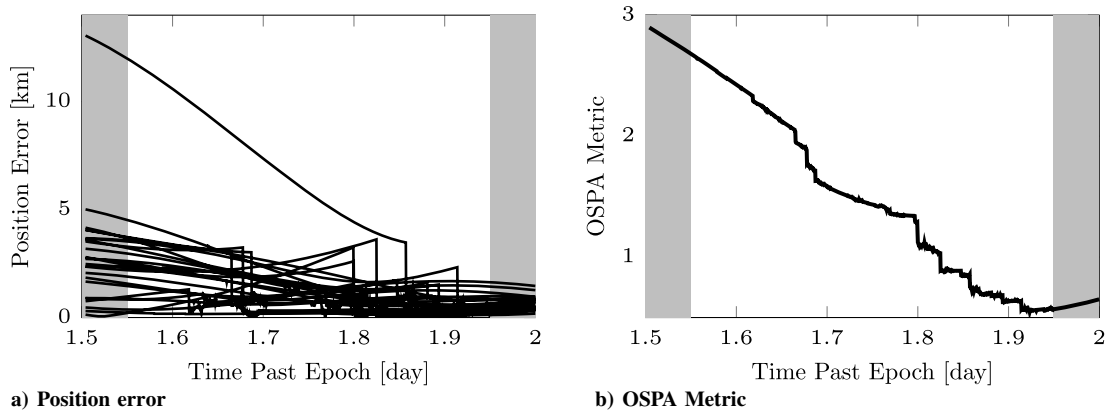 Position Error [km]
10
5
0
1.5 1.6 1.7 1.8 1.9 2
Time Past Epoch [day]
a) Position error
OSPA Metric
3
2
1
1.5 1.6 1.7 1.8 1.9 2
Time Past Epoch [day]
b) OSPA Metric